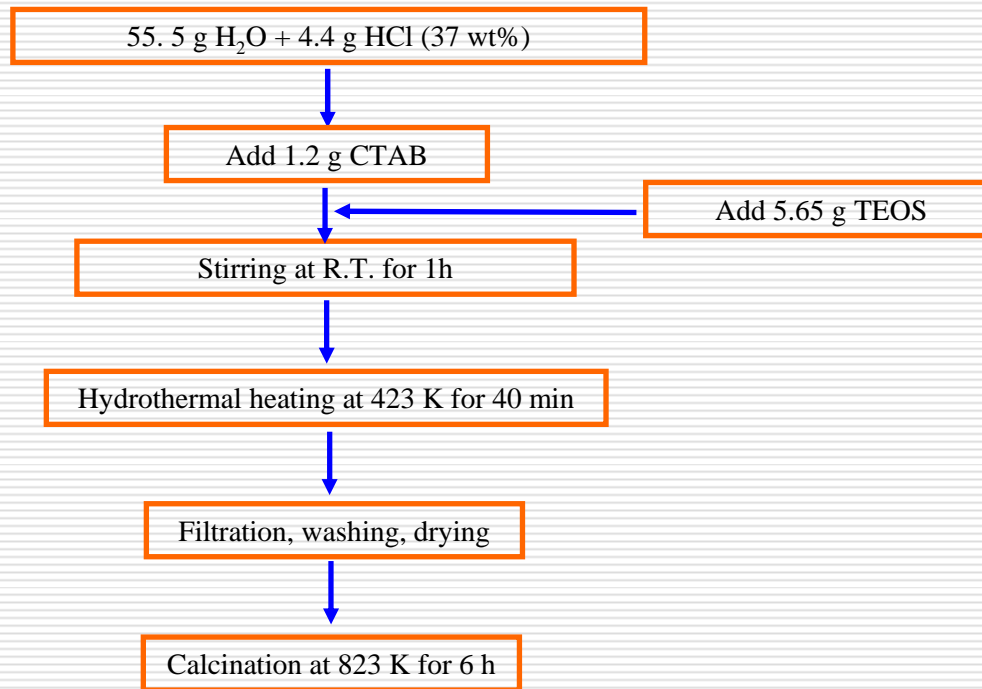 55. 5 g H₂O + 4.4 g HCl (37 wt%)
Add 1.2 g CTAB
Add 5.65 g TEOS
Stirring at R.T. for 1h
Hydrothermal heating at 423 K for 40 min
Filtration, washing, drying
Calcination at 823 K for 6 h